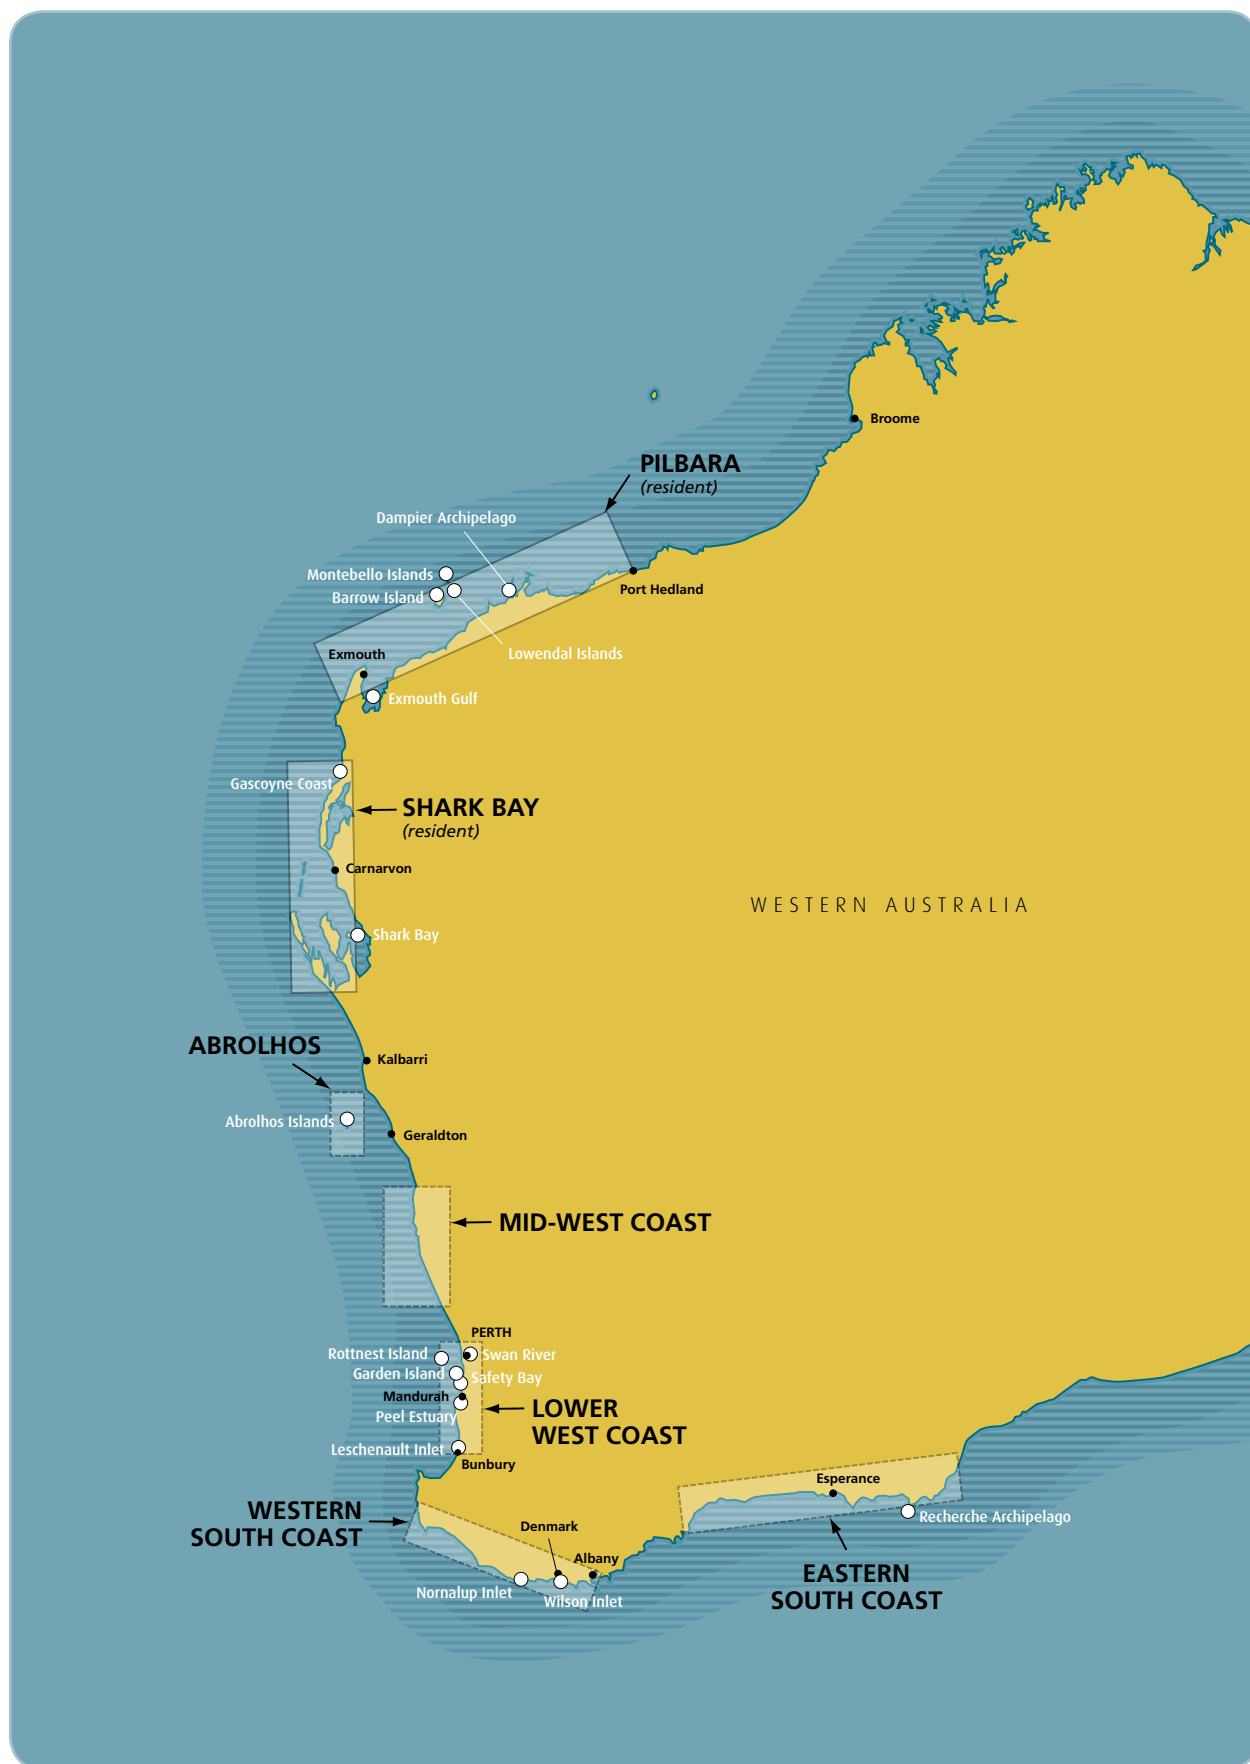 Broome
PILBARA
(resident)
Dampier Archipelago
Montebello Islands
Barrow Island
Port Hedland
Lowendal Islands
Exmouth
Exmouth Gulf
Gascoyne Coast
SHARK BAY
(resident)
Carnarvon
WESTERN AUSTRALIA
Shark Bay
ABROLHOS
Kalbarri
Abrolhos Islands
Geraldton
MID-WEST COAST
PERTH
Rottnest Island
Swan River
Garden Island
Safety Bay
Mandurah
Peel Estuary
LOWER
WEST COAST
Leschenault Inlet
Bunbury
Esperance
WESTERN
SOUTH COAST
Recherche Archipelago
Denmark
Albany
EASTERN
SOUTH COAST
Nornalup Inlet
Wilson Inlet